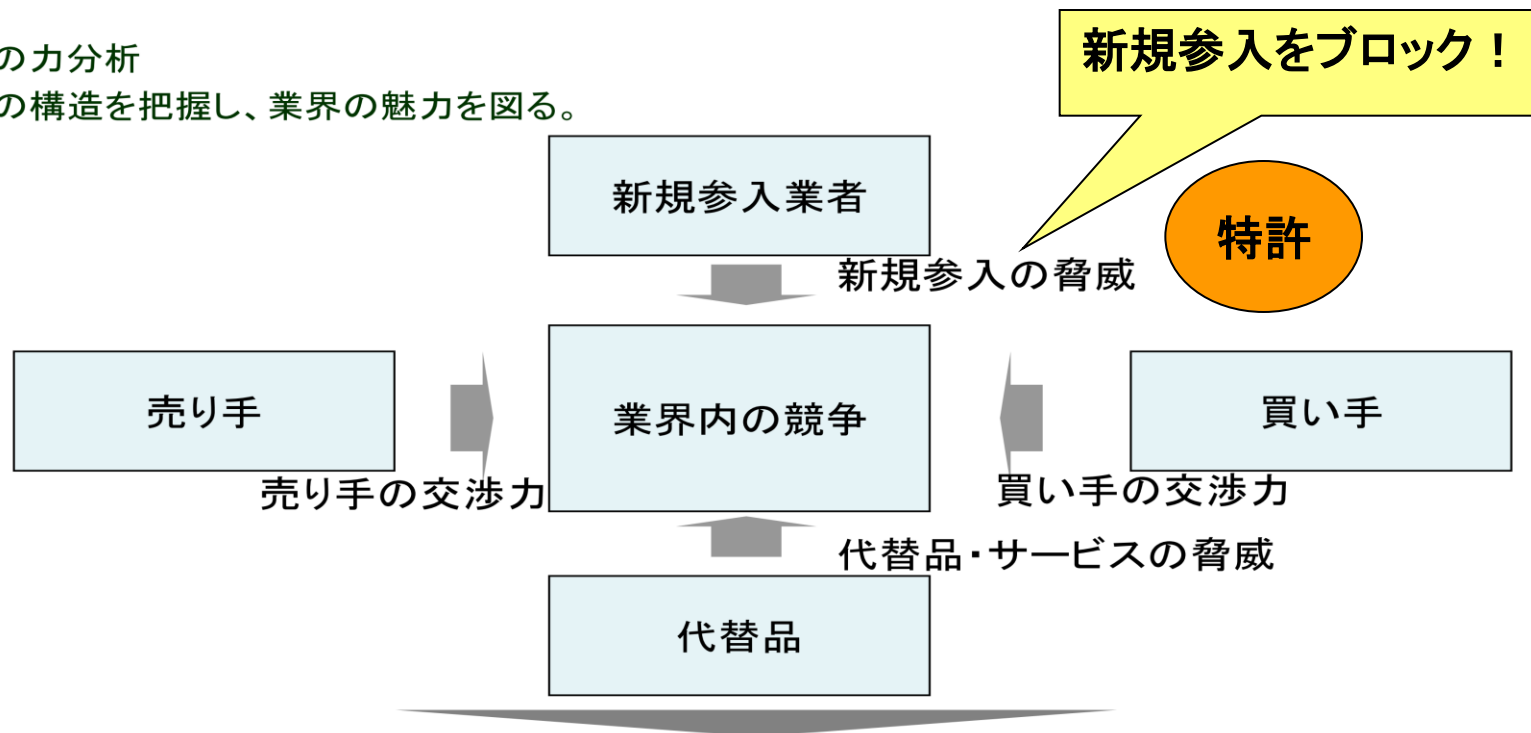 の力分析
の構造を把握し、業界の魅力を図る。
新規参入をブロック！
新規参入業者
特許
新規参入の脅威
売り手
業界内の競争
買い手
売り手の交渉力
買い手の交渉力
代替品・サービスの脅威
代替品